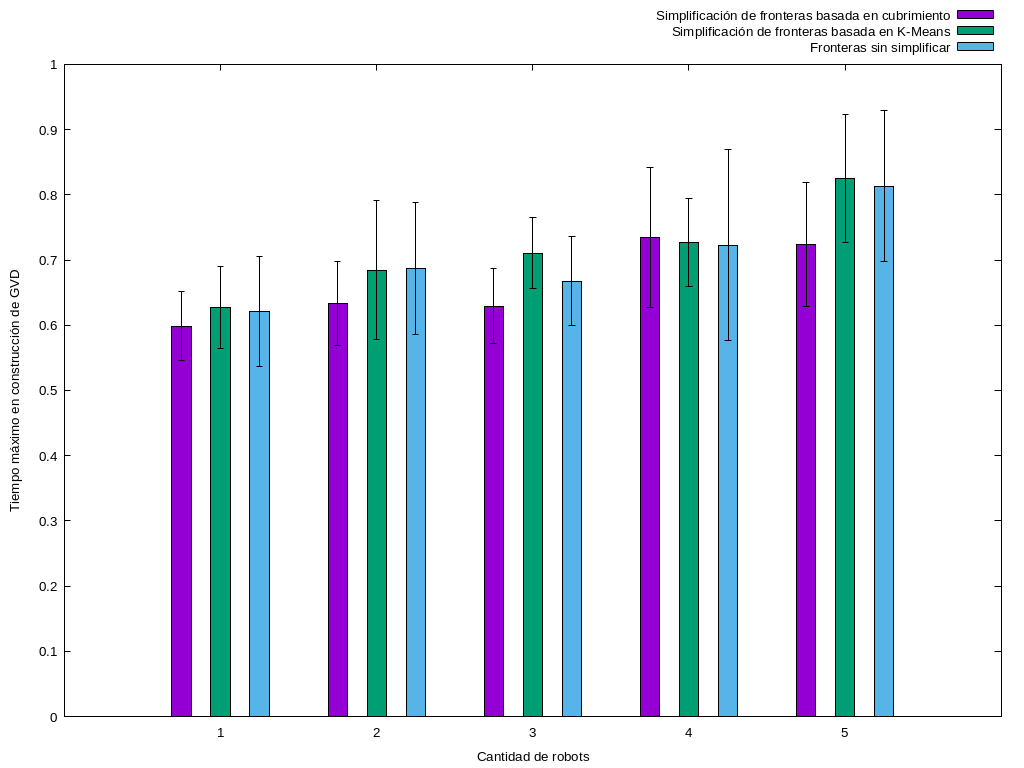 Simplificación de fronteras basada en cubrimiento
Simplificación de fronteras basada en K-Means
Fronteras sin simplificar
1
0.9
0.8
0.7
0.6
0.5
0.4
0.3
0.2
0.1
0
Tiempo máximo en construcción de GVD
1 2 3 4 5
Cantidad de robots